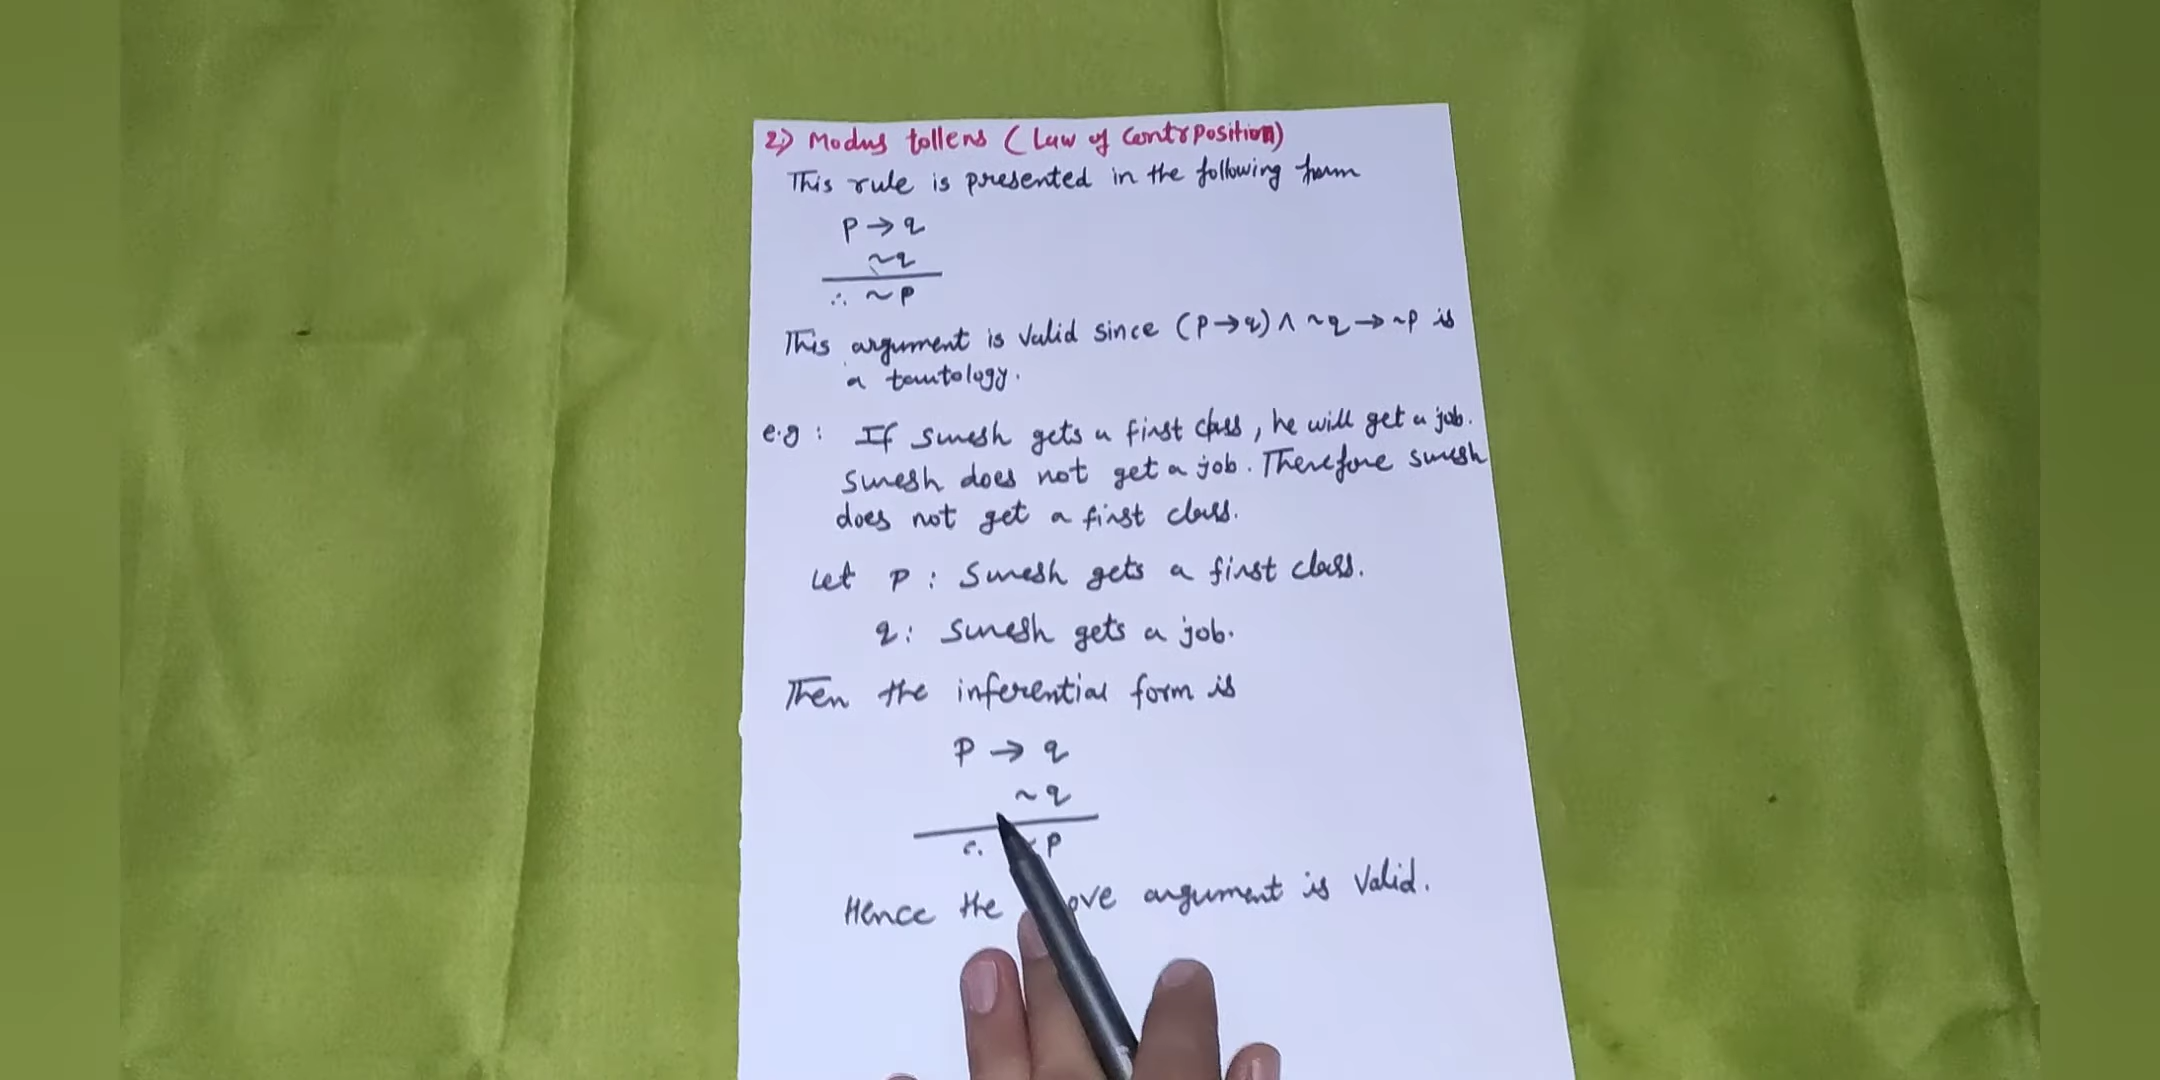 2) Modus tollens (Law of Contrposition)
This rule is presented in the following form
P → q
~q
∴ ~P
This argument is valid since (P → q) ∧ ~q → ~P is
a tautology.
e.g : If Suresh gets a first class, he will get a job.
Suresh does not get a job. Therefore Suresh
does not get a first class.
Let P : Suresh gets a first class.
q : Suresh gets a job.
Then the inferential form is
P → q
~q
P
Hence the argument is valid.